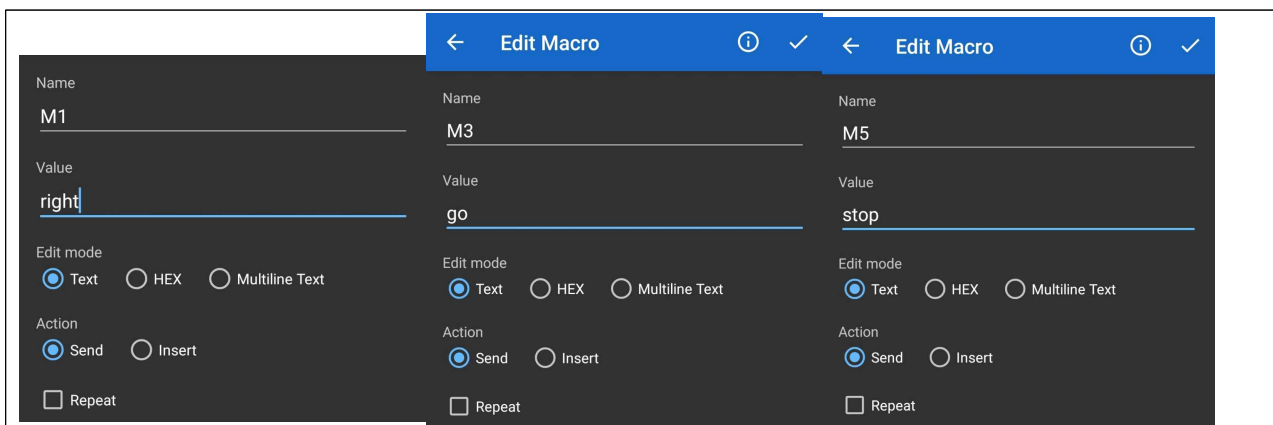 Name
M1
Value
right
Edit mode
Text HEX Multiline Text
Action
Send Insert
Repeat
Edit Macro
Name
M3
Value
go
Edit mode
Text HEX Multiline Text
Action
Send Insert
Repeat
Edit Macro
Name
M5
Value
stop
Edit mode
Text HEX Multiline Text
Action
Send Insert
Repeat